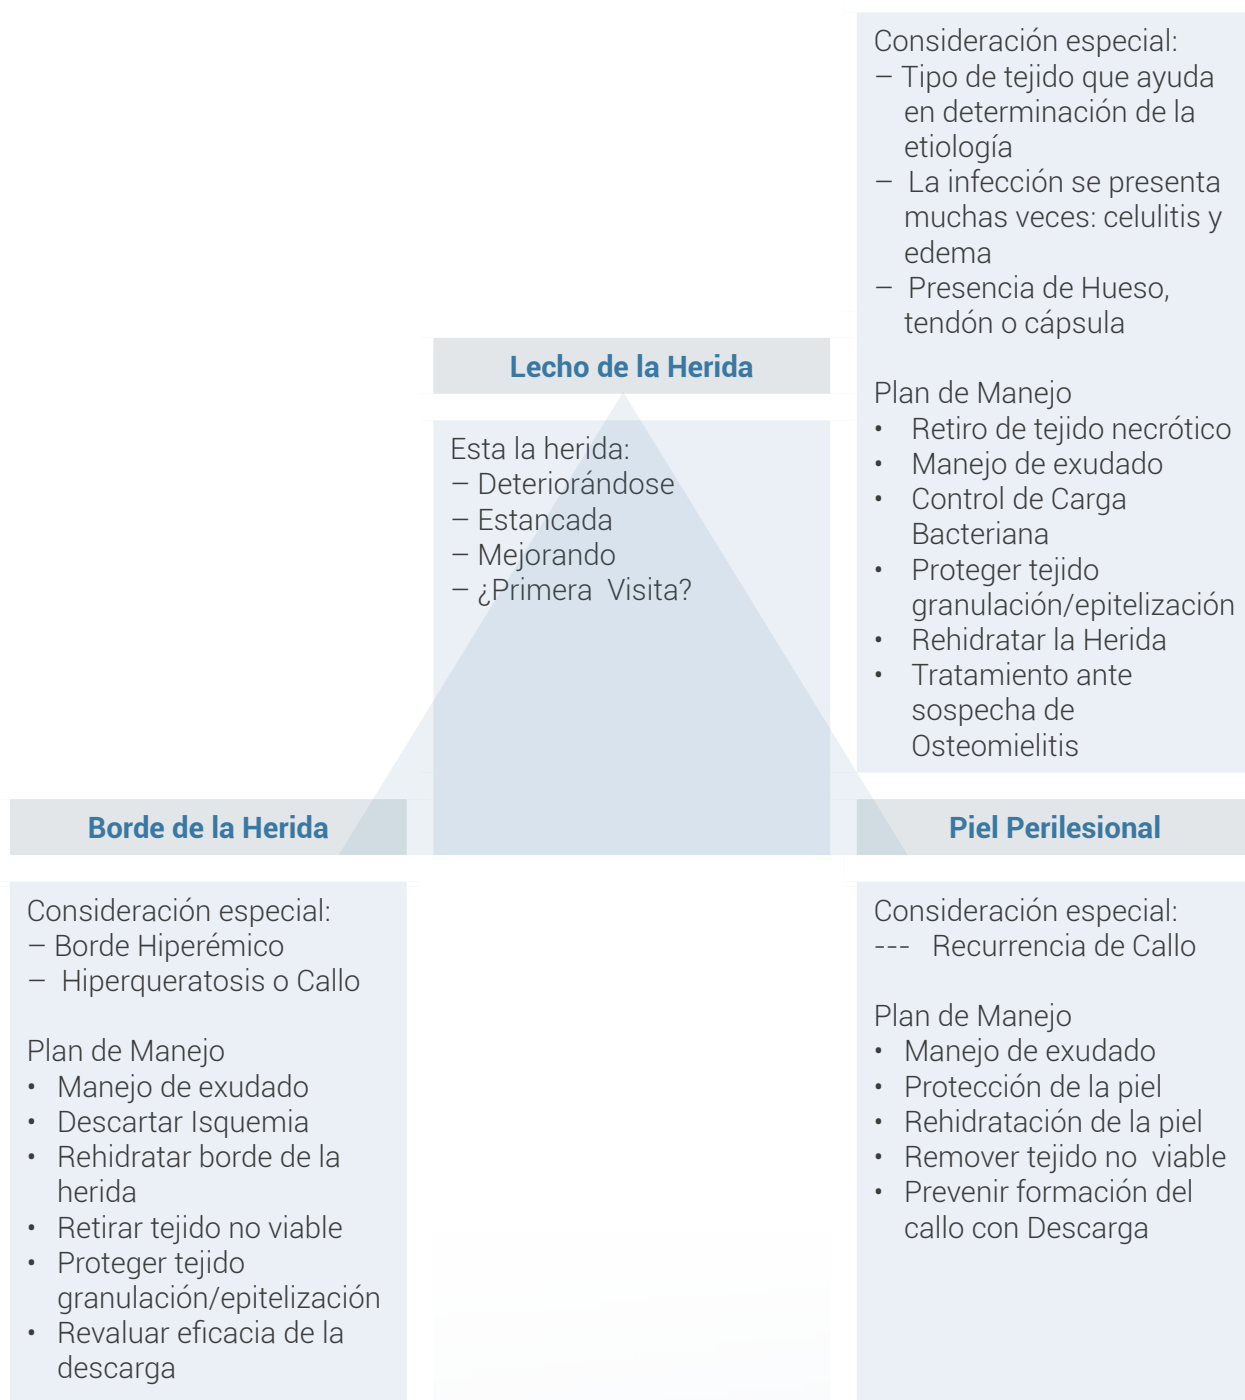 Consideración especial:
– Tipo de tejido que ayuda
en determinación de la
etiología
– La infección se presenta
muchas veces: celulitis y
edema
– Presencia de Hueso,
tendón o cápsula
Plan de Manejo
• Retiro de tejido necrótico
• Manejo de exudado
• Control de Carga
Bacteriana
• Proteger tejido
granulación/epitelización
• Rehidratar la Herida
• Tratamiento ante
sospecha de
Osteomielitis
Lecho de la Herida
Esta la herida:
– Deteriorándose
– Estancada
– Mejorando
– ¿Primera Visita?
Borde de la Herida
Consideración especial:
– Borde Hiperémico
– Hiperqueratosis o Callo
Plan de Manejo
• Manejo de exudado
• Descartar Isquemia
• Rehidratar borde de la
herida
• Retirar tejido no viable
• Proteger tejido
granulación/epitelización
• Revaluar eficacia de la
descarga
Piel Perilesional
Consideración especial:
--- Recurrencia de Callo
Plan de Manejo
• Manejo de exudado
• Protección de la piel
• Rehidratación de la piel
• Remover tejido no viable
• Prevenir formación del
callo con Descarga